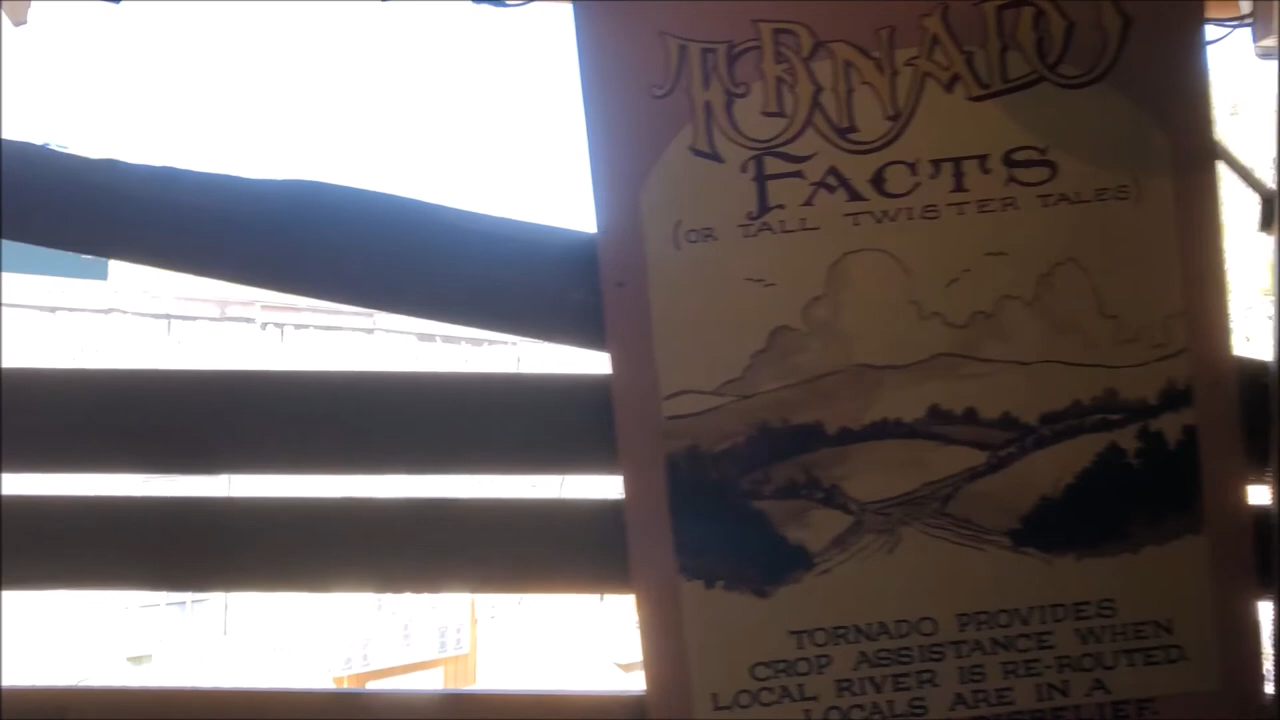 TORNADO
FACTS
(OR TALL TWISTER TALES)
TORNADO PROVIDES
CROP ASSISTANCE WHEN
LOCAL RIVER IS RE-ROUTED.
LOCALS ARE IN A
DISBELIEF.